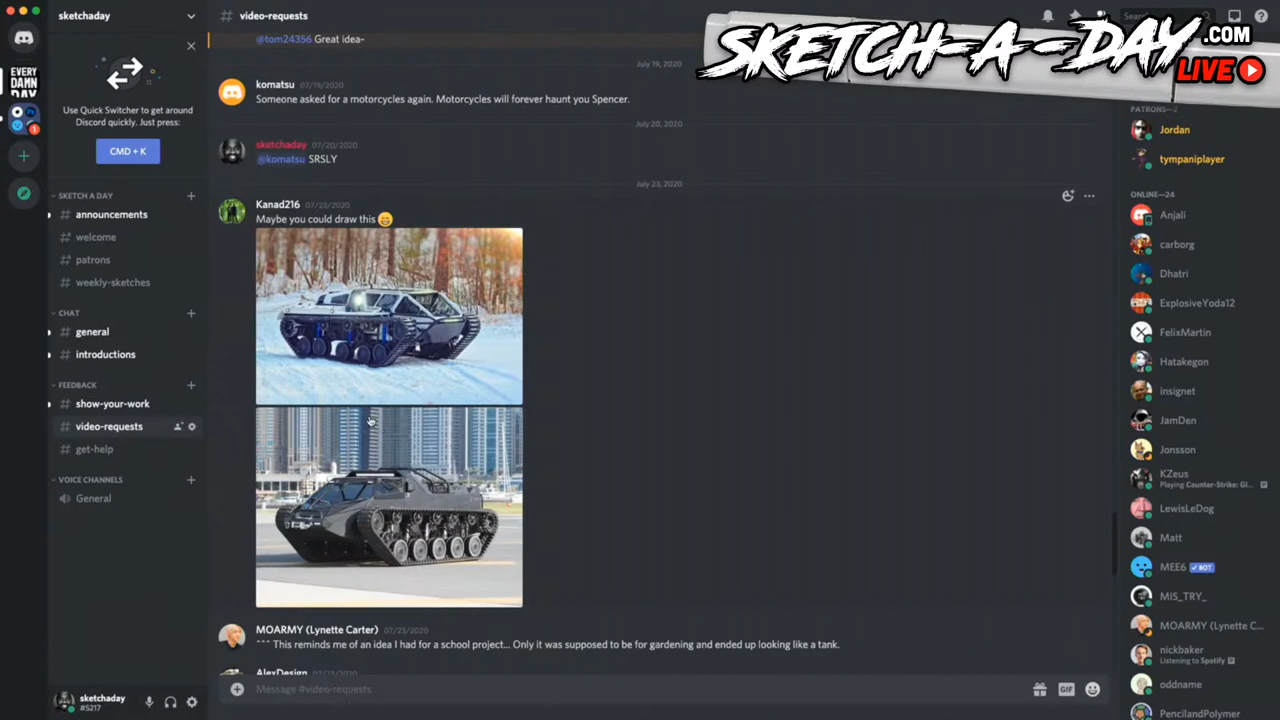 sketchaday
# video-requests
Search
@tom24356 Great idea-
SKETCH-A-DAY.COM
LIVE
Use Quick Switcher to get around
Discord quickly. Just press:
CMD + K
EVERY
DAMN
DAY
1
July 19, 2020
komatsu 07/19/2020
Someone asked for a motorcycles again. Motorcycles will forever haunt you Spencer.
July 20, 2020
sketchaday 07/20/2020
@komatsu SRSLY
July 23, 2020
Kanad216 07/23/2020
Maybe you could draw this
MOARMY (Lynette Carter) 07/23/2020
^^^ This reminds me of an idea I had for a school project... Only it was supposed to be for gardening and ended up looking like a tank.
AlexDesign 07/23/2020
Message #video-requests
GIF
SKETCH A DAY
# announcements
# welcome
# patrons
# weekly-sketches
CHAT
# general
# introductions
FEEDBACK
# show-your-work
# video-requests
# get-help
VOICE CHANNELS
General
sketchaday
#5217
PATRONS—2
Jordan
tympaniplayer
ONLINE—24
Anjali
carborg
Dhatri
ExplosiveYoda12
FelixMartin
Hatakegon
insignet
JamDen
Jonsson
KZeus
Playing Counter-Strike: Gl...
LewisLeDog
Matt
MEE6 BOT
MIS_TRY_
MOARMY (Lynette C...
nickbaker
Listening to Spotify
oddname
PencilandPolymer